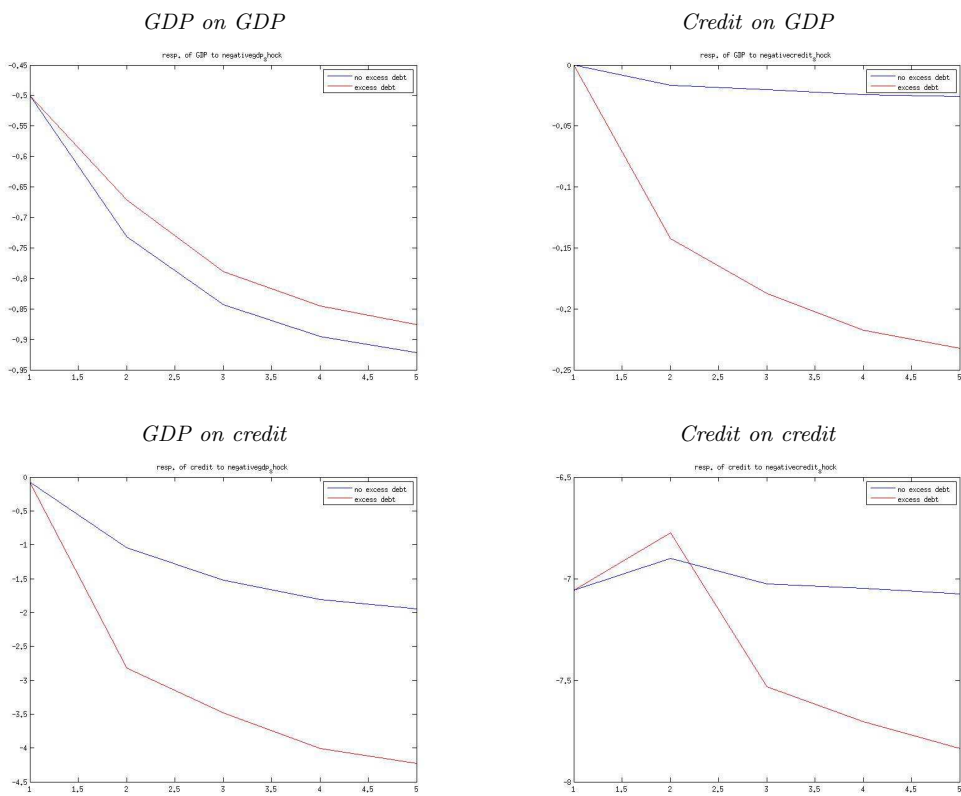 GDP on GDP
resp. of GDP to negativegdp_shock
-0.45
-0.5
-0.55
-0.6
-0.65
-0.7
-0.75
-0.8
-0.85
-0.9
-0.95
1 1.5 2 2.5 3 3.5 4 4.5 5
no excess debt
excess debt
Credit on GDP
resp. of GDP to negativecredit_shock
0
-0.05
-0.1
-0.15
-0.2
-0.25
1 1.5 2 2.5 3 3.5 4 4.5 5
no excess debt
excess debt
GDP on credit
resp. of credit to negativegdp_shock
0
-0.5
-1
-1.5
-2
-2.5
-3
-3.5
-4
-4.5
1 1.5 2 2.5 3 3.5 4 4.5 5
no excess debt
excess debt
Credit on credit
resp. of credit to negativecredit_shock
-6.5
-7
-7.5
-8
1 1.5 2 2.5 3 3.5 4 4.5 5
no excess debt
excess debt